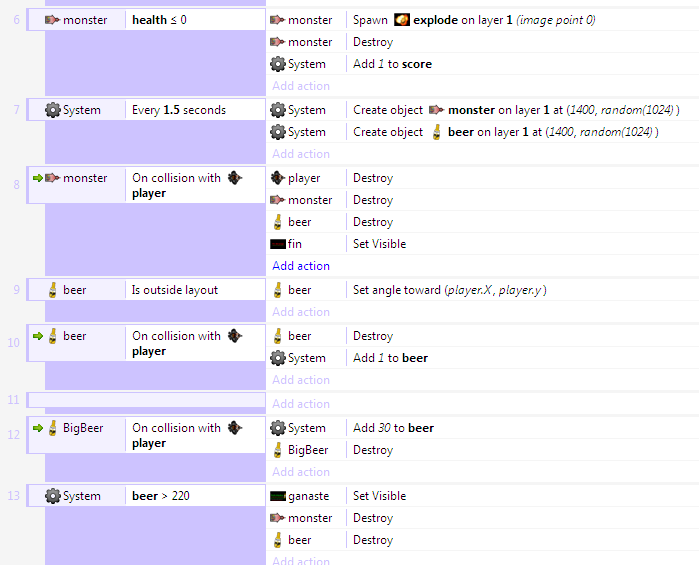 6 monster health ≤ 0 monster Spawn explode on layer 1 (image point 0)
monster Destroy
System Add 1 to score
Add action
7 System Every 1.5 seconds System Create object monster on layer 1 at (1400, random(1024) )
System Create object beer on layer 1 at (1400, random(1024) )
Add action
8 monster On collision with player player Destroy
monster Destroy
beer Destroy
fin Set Visible
Add action
9 beer Is outside layout beer Set angle toward (player.X, player.y )
Add action
10 beer On collision with player beer Destroy
System Add 1 to beer
Add action
11 Add action
12 BigBeer On collision with player System Add 30 to beer
BigBeer Destroy
Add action
13 System beer > 220 ganaste Set Visible
monster Destroy
beer Destroy
Add action